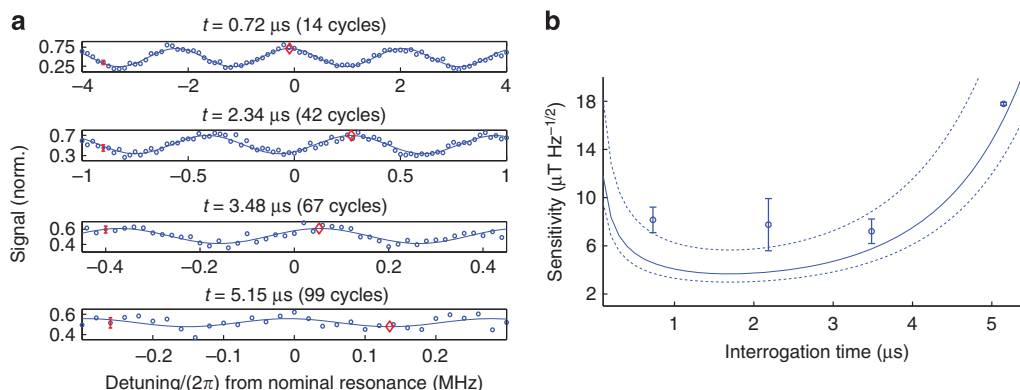 a
t = 0.72 μs (14 cycles)
0.75
0.25
−4 −2 0 2 4
t = 2.34 μs (42 cycles)
0.7
0.3
−1 −0.5 0 0.5 1
t = 3.48 μs (67 cycles)
0.6
0.4
−0.4 −0.2 0 0.2 0.4
t = 5.15 μs (99 cycles)
0.6
0.4
−0.2 −0.1 0 0.1 0.2
Signal (norm.)
Detuning/(2π) from nominal resonance (MHz)
b
18
14
10
6
2
1 2 3 4 5
Sensitivity (μT Hz−1/2)
Interrogation time (μs)